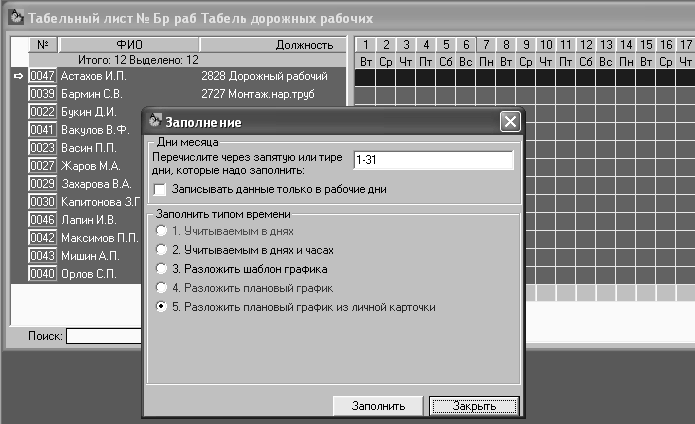 Табельный лист № Бр раб Табель дорожных рабочих
№ ФИО Должность 1 2 3 4 5 6 7 8 9 10 11 12 13 14 15 16 17
Итого: 12 Выделено: 12 Вт Ср Чт Пт Сб Вс Пн Вт Ср Чт Пт Сб Вс Пн Вт Ср Чт
0047 Астахов И.П. 2828 Дорожный рабочий
0039 Бармин С.В. 2727 Монтаж.нар.труб
0022 Букин Д.И.
0041 Вакулов В.Ф.
0023 Васин П.П.
0027 Жаров М.А.
0029 Захарова В.А.
0030 Капитонова З.Г
0046 Лапин И.В.
0042 Максимов П.П.
0043 Мишин А.П.
0040 Орлов С.П.
Поиск:
Заполнение
Дни месяца
Перечислите через запятую или тире
дни, которые надо заполнить:
1-31
Записывать данные только в рабочие дни
Заполнить типом времени
1. Учитываемым в днях
2. Учитываемым в днях и часах
3. Разложить шаблон графика
4. Разложить плановый график
5. Разложить плановый график из личной карточки
Заполнить Закрыть